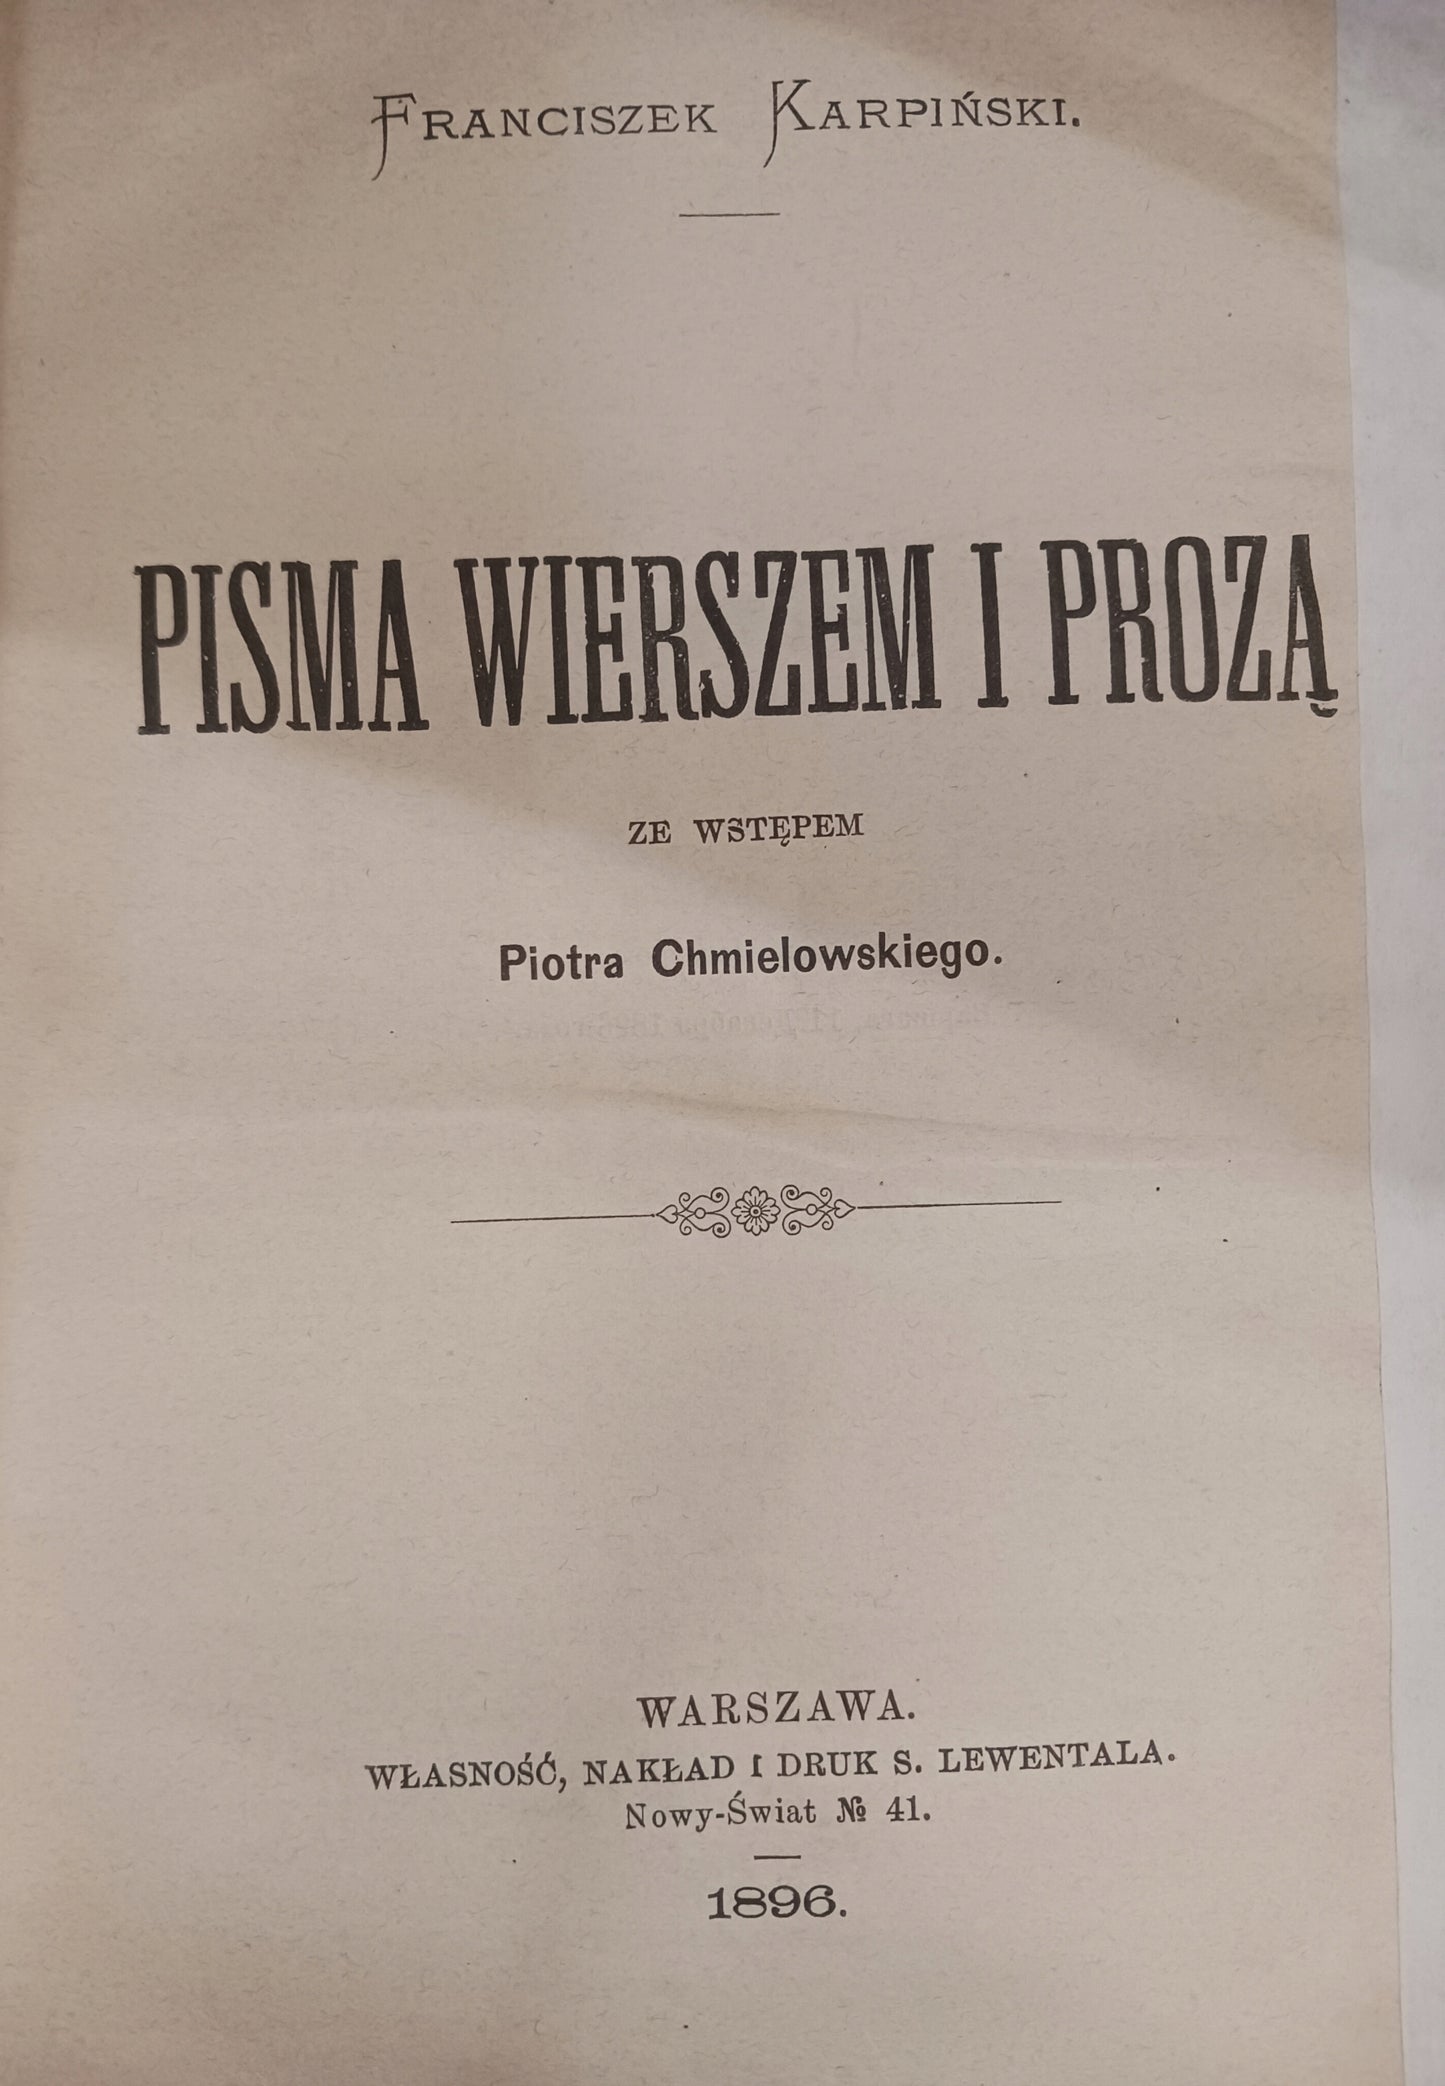 FRANCISZEK KARPIŃSKI.
PISMA WIERSZEM I PROZĄ
ZE WSTĘPEM
Piotra Chmielowskiego.
WARSZAWA.
WŁASNOŚĆ, NAKŁAD I DRUK S. LEWENTALA.
Nowy-Świat № 41.
1896.